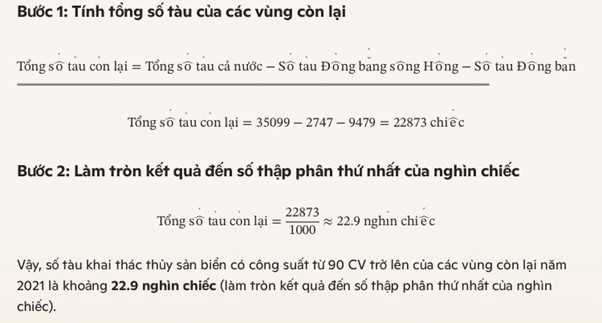 Bước 1: Tính tổng số tàu của các vùng còn lại
Tổng số tàu còn lại = Tổng số tàu cả nước − Số tàu Đồng bằng sông Hồng − Số tàu Đồng bằn
Tổng số tàu còn lại = 35099 − 2747 − 9479 = 22873 chiếc
Bước 2: Làm tròn kết quả đến số thập phân thứ nhất của nghìn chiếc
Tổng số tàu còn lại = 22873/1000 ≈ 22.9 nghìn chiếc
Vậy, số tàu khai thác thủy sản biển có công suất từ 90 CV trở lên của các vùng còn lại năm
2021 là khoảng 22.9 nghìn chiếc (làm tròn kết quả đến số thập phân thứ nhất của nghìn
chiếc).